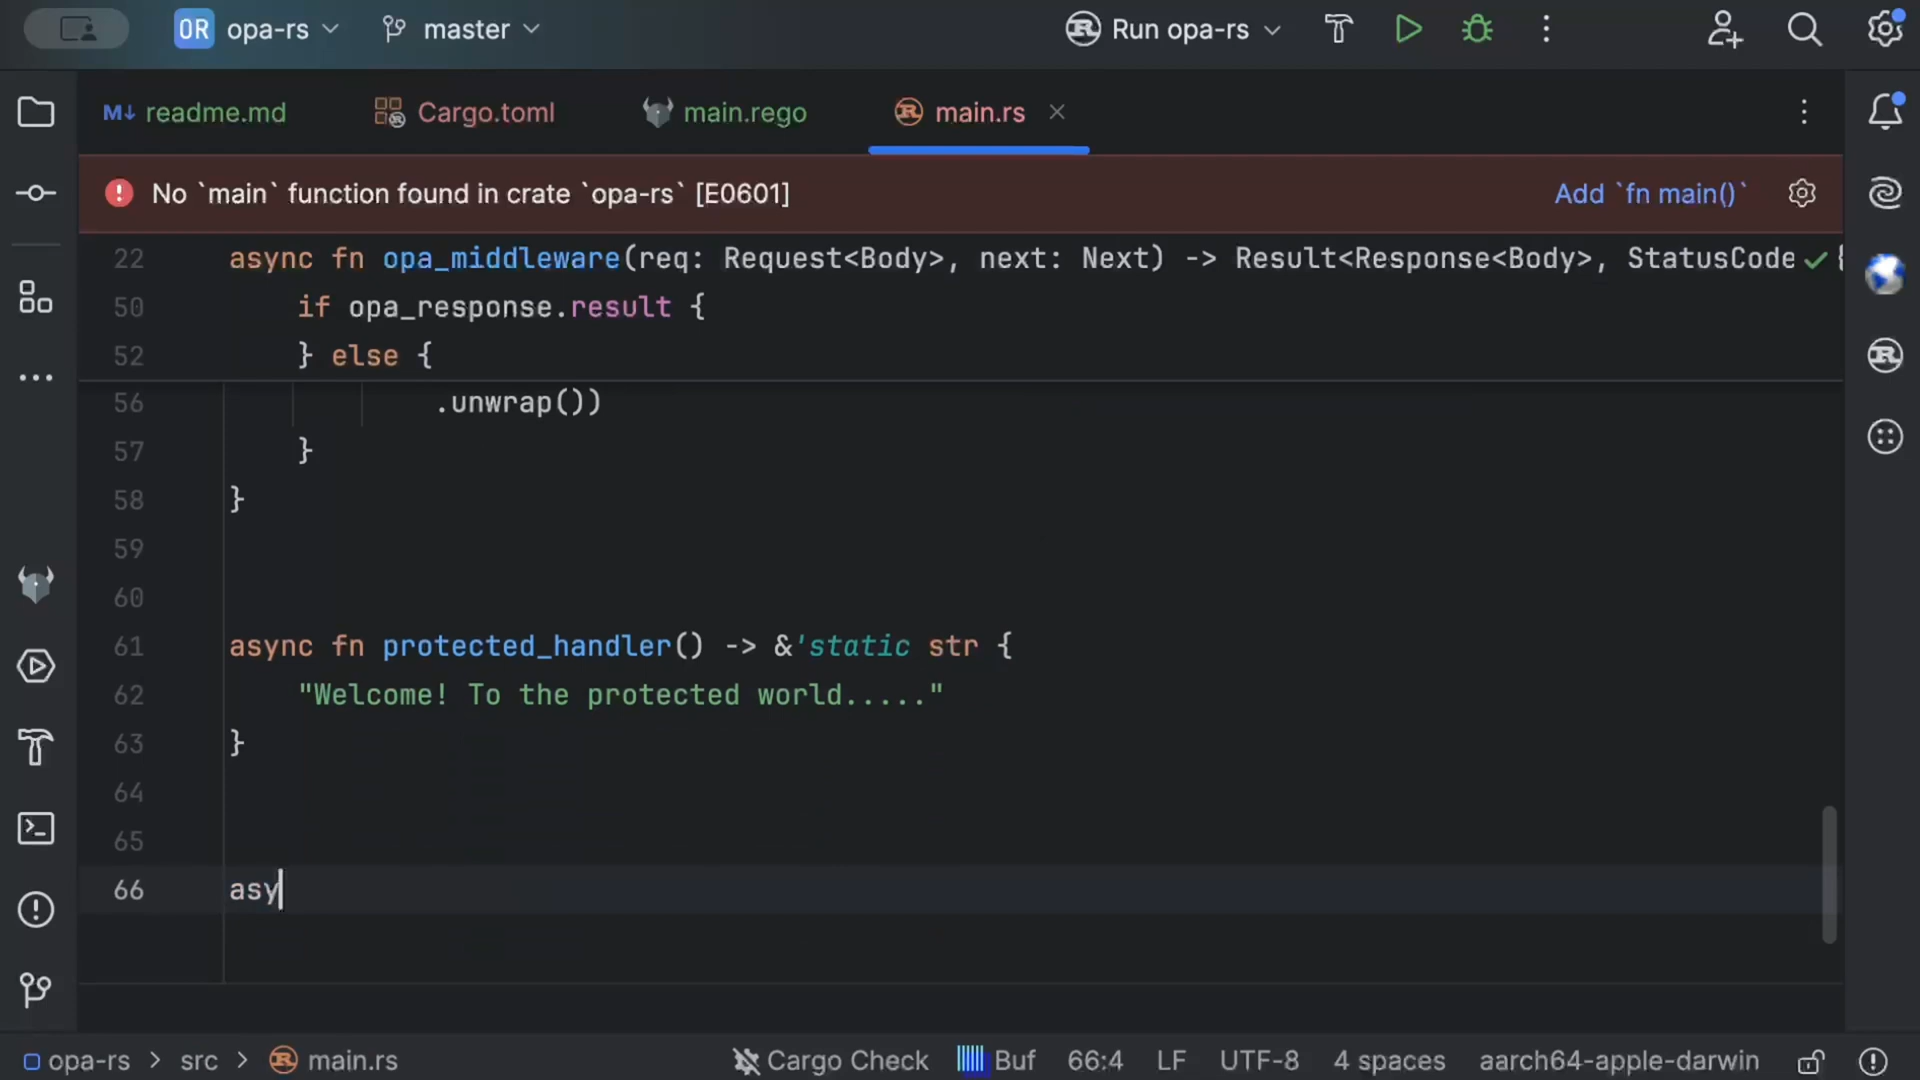 OR opa-rs master Run opa-rs
M↓ readme.md Cargo.toml main.rego main.rs
No `main` function found in crate `opa-rs` [E0601] Add `fn main()`
22 async fn opa_middleware(req: Request<Body>, next: Next) -> Result<Response<Body>, StatusCode {
50 if opa_response.result {
52 } else {
56 .unwrap())
57 }
58 }
59
60
61 async fn protected_handler() -> &'static str {
62 "Welcome! To the protected world....."
63 }
64
65
66 asy
opa-rs > src > main.rs Cargo Check Buf 66:4 LF UTF-8 4 spaces aarch64-apple-darwin